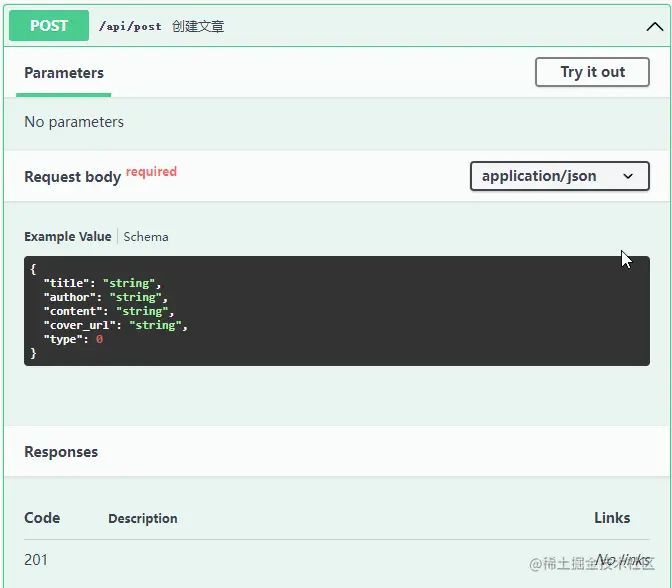 POST /api/post 创建文章
Parameters Try it out
No parameters
Request body required application/json
Example Value Schema
{
"title": "string",
"author": "string",
"content": "string",
"cover_url": "string",
"type": 0
}
Responses
Code Description Links
201 No links
@稀土掘金技术社区